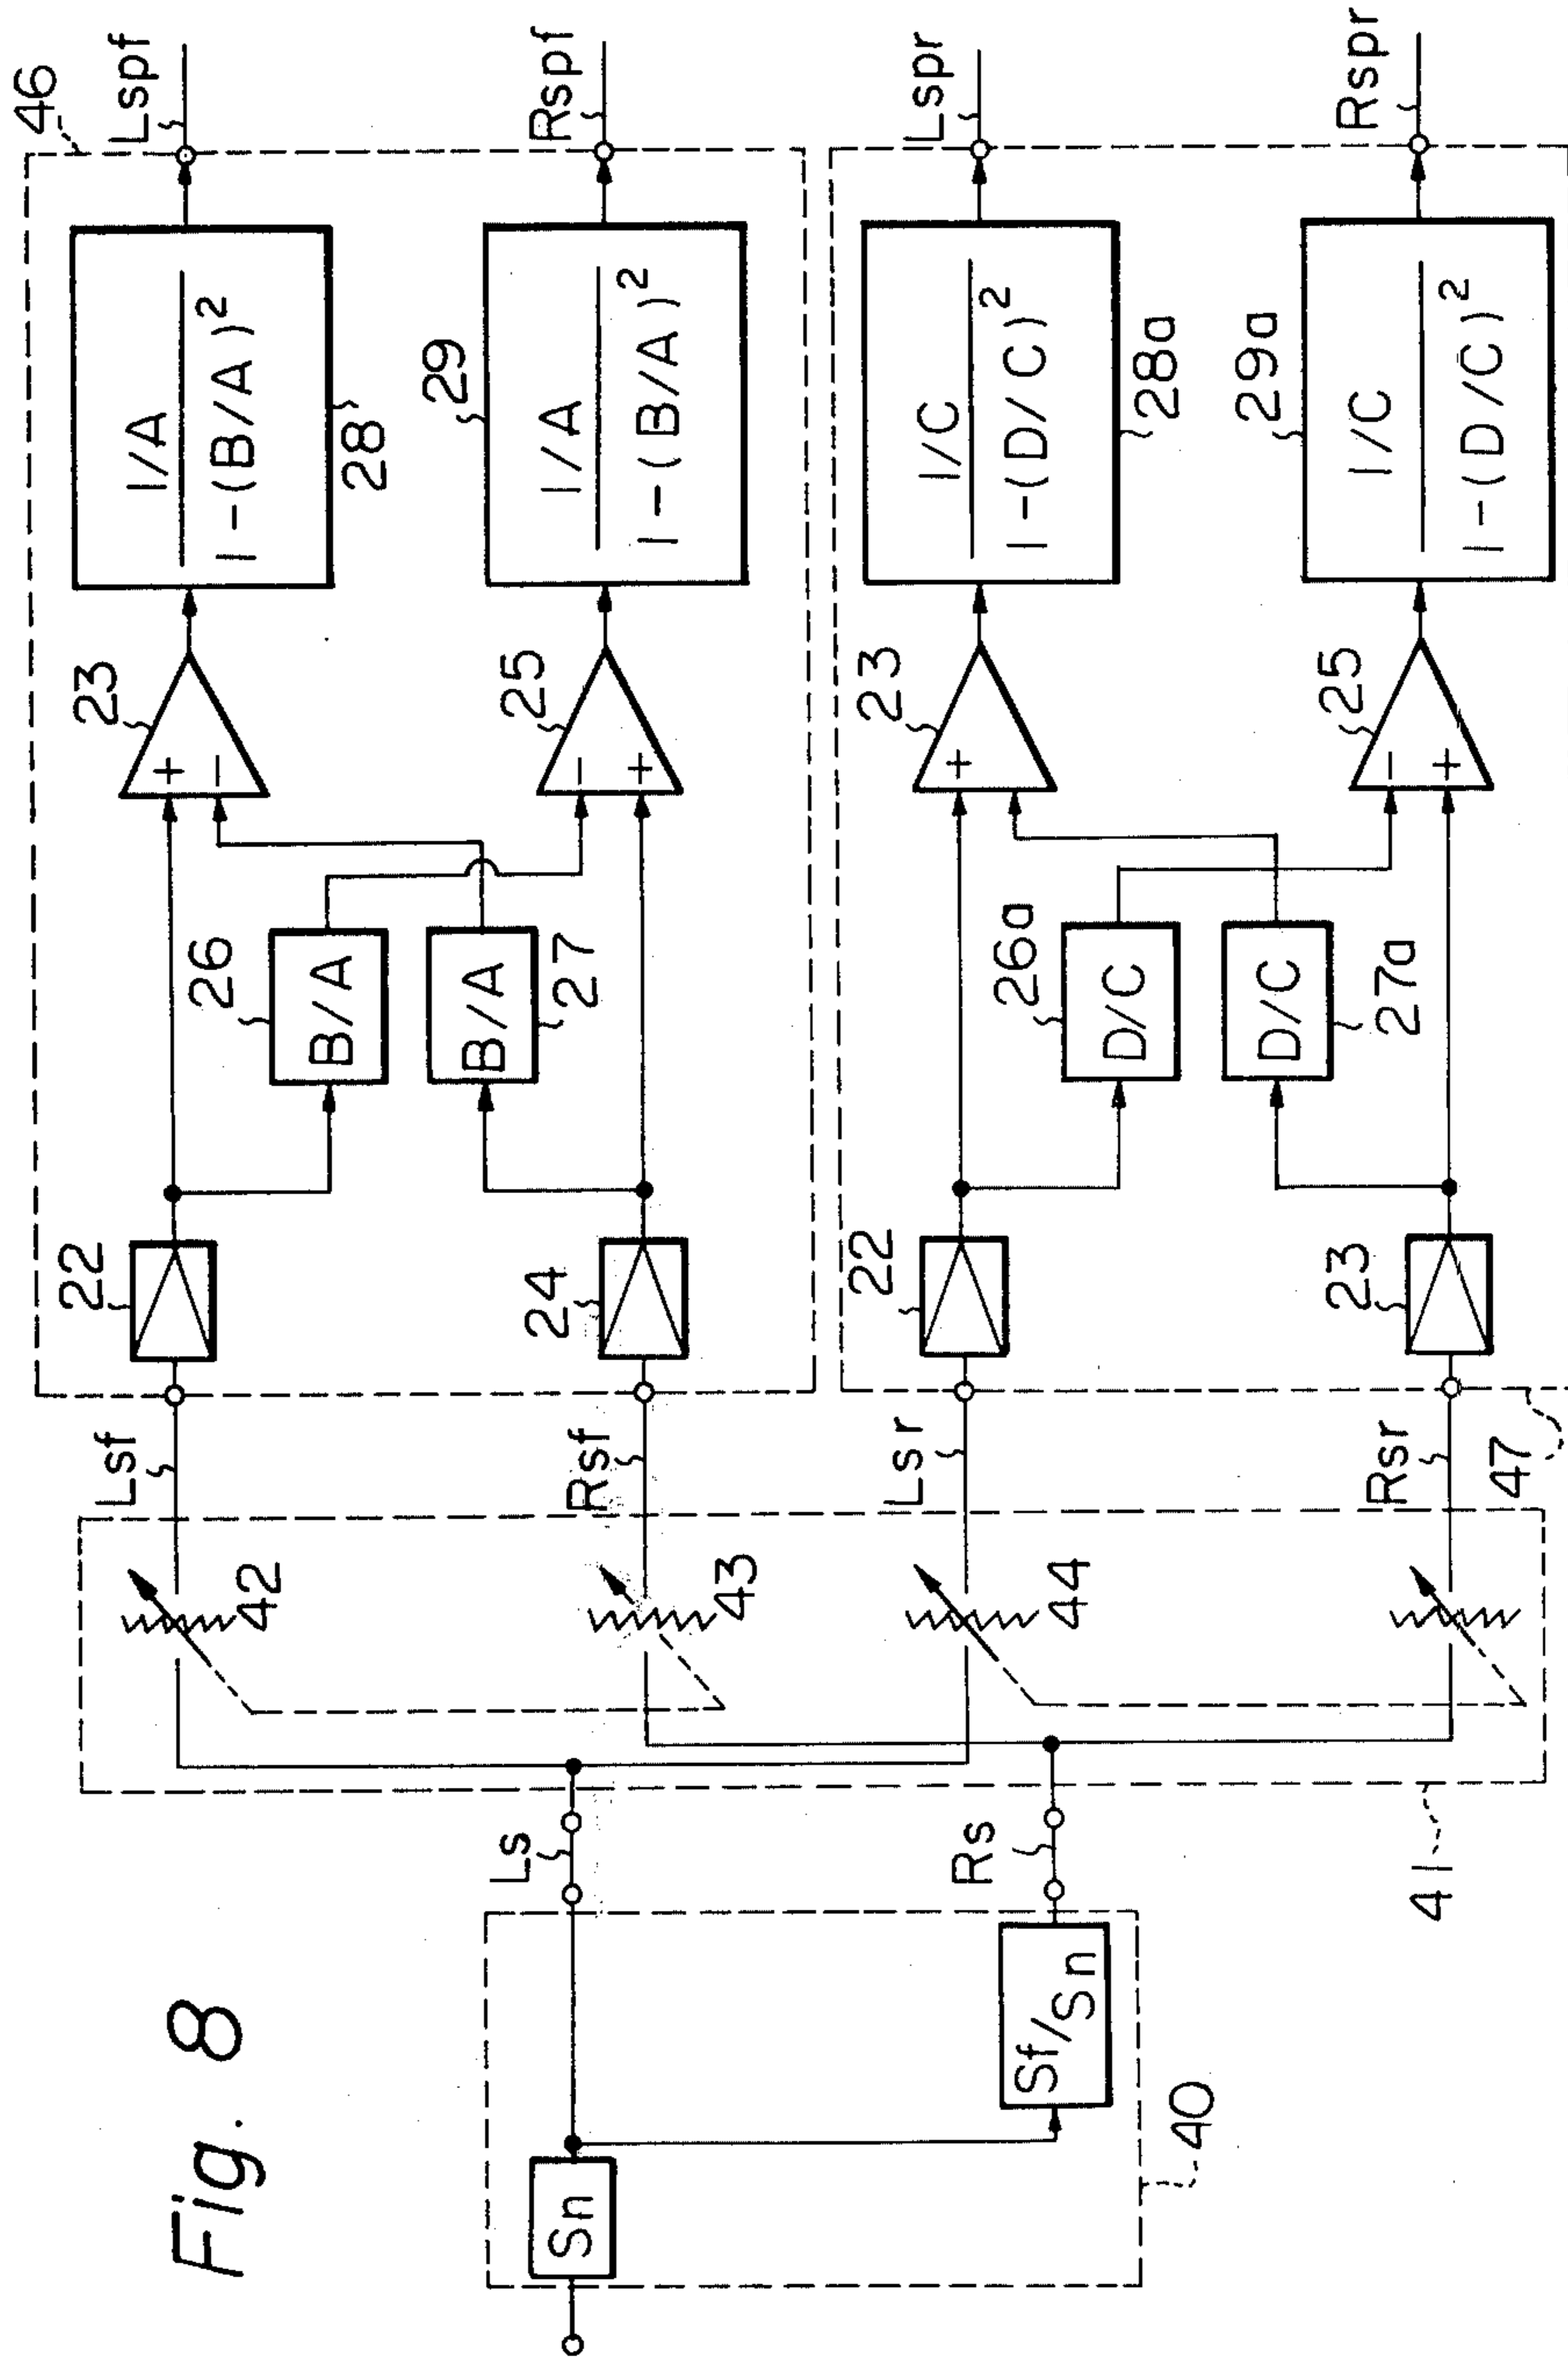 Fig. 8
Sn
Sf/Sn
40
Ls
Rs
41
42
43
44
Lsf
Rsf
Lsr
Rsr
46
22
24
26
B/A
B/A
27
23
+
−
25
−
+
1/A
1-(B/A)²
28
29
1/A
1-(B/A)²
Lspf
Rspf
47
22
23
26a
D/C
D/C
27a
23
+
25
−
+
1/C
1-(D/C)²
28a
29a
1/C
1-(D/C)²
Lspr
Rspr